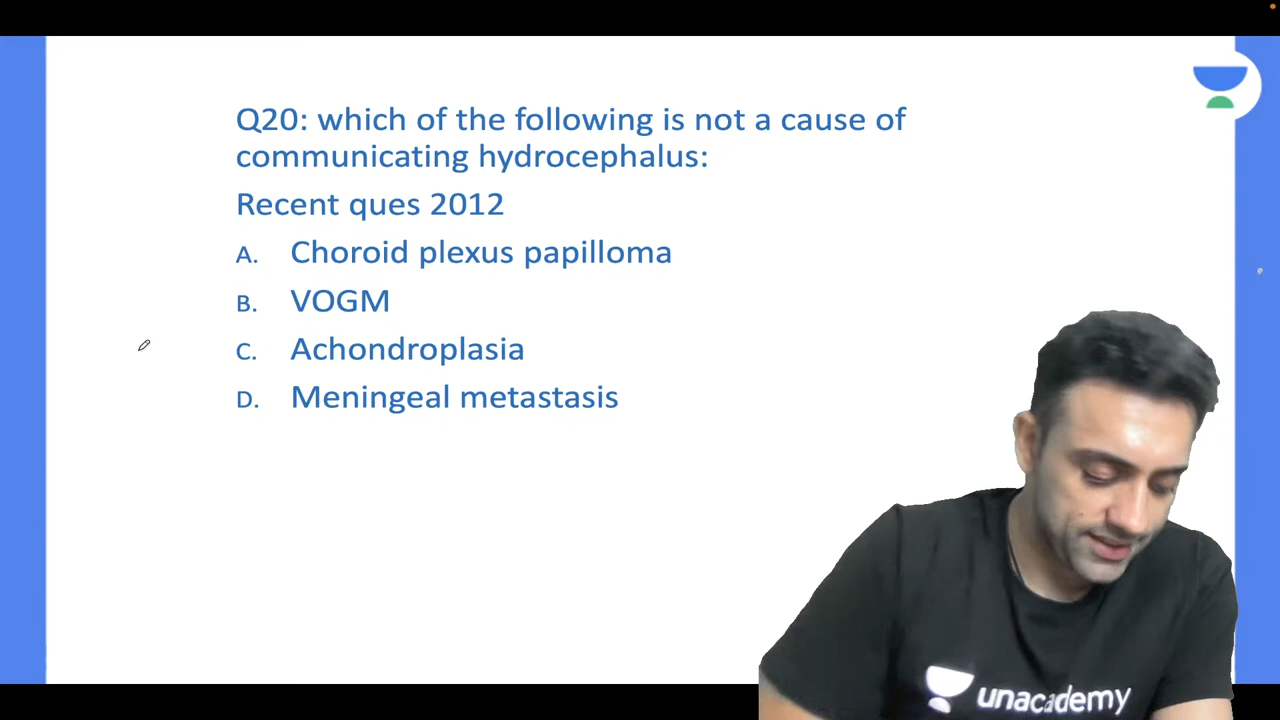 Q20: which of the following is not a cause of
communicating hydrocephalus:
Recent ques 2012
A. Choroid plexus papilloma
B. VOGM
C. Achondroplasia
D. Meningeal metastasis
unacademy